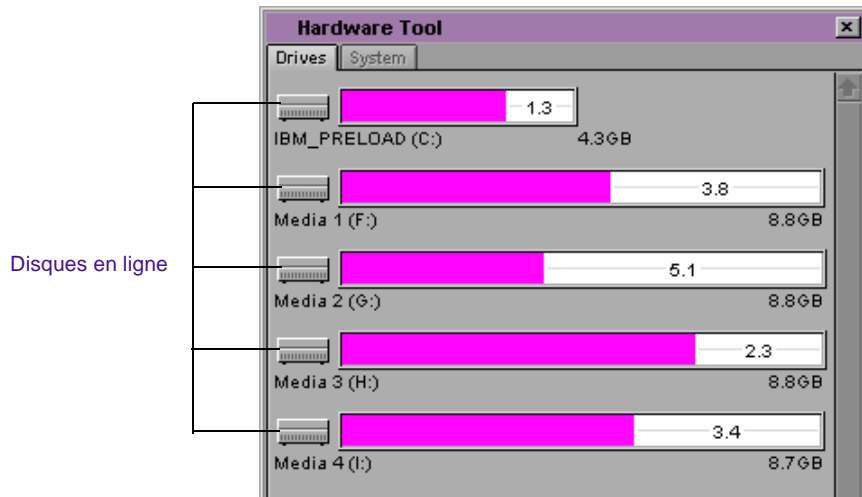 Hardware Tool
Drives System
1.3
IBM_PRELOAD (C:) 4.3GB
3.8
Media 1 (F:) 8.8GB
Disques en ligne
5.1
Media 2 (G:) 8.8GB
2.3
Media 3 (H:) 8.8GB
3.4
Media 4 (I:) 8.7GB